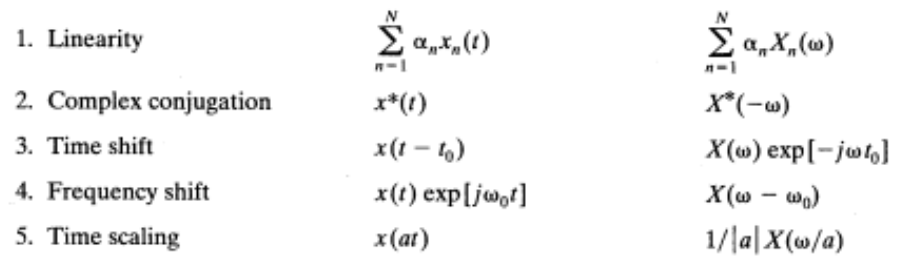 1. Linearity ∑_{n=1}^{N} α_n x_n(t) ∑_{n=1}^{N} α_n X_n(ω)
2. Complex conjugation x*(t) X*(−ω)
3. Time shift x(t − t_0) X(ω) exp[−jωt_0]
4. Frequency shift x(t) exp[jω_0t] X(ω − ω_0)
5. Time scaling x(at) 1/|a| X(ω/a)